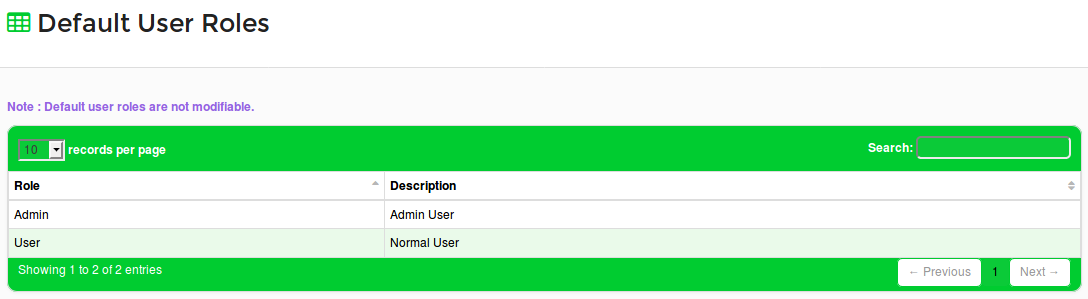 Default User Roles
Note : Default user roles are not modifiable.
10 records per page Search:
Role Description
Admin Admin User
User Normal User
Showing 1 to 2 of 2 entries ← Previous 1 Next →